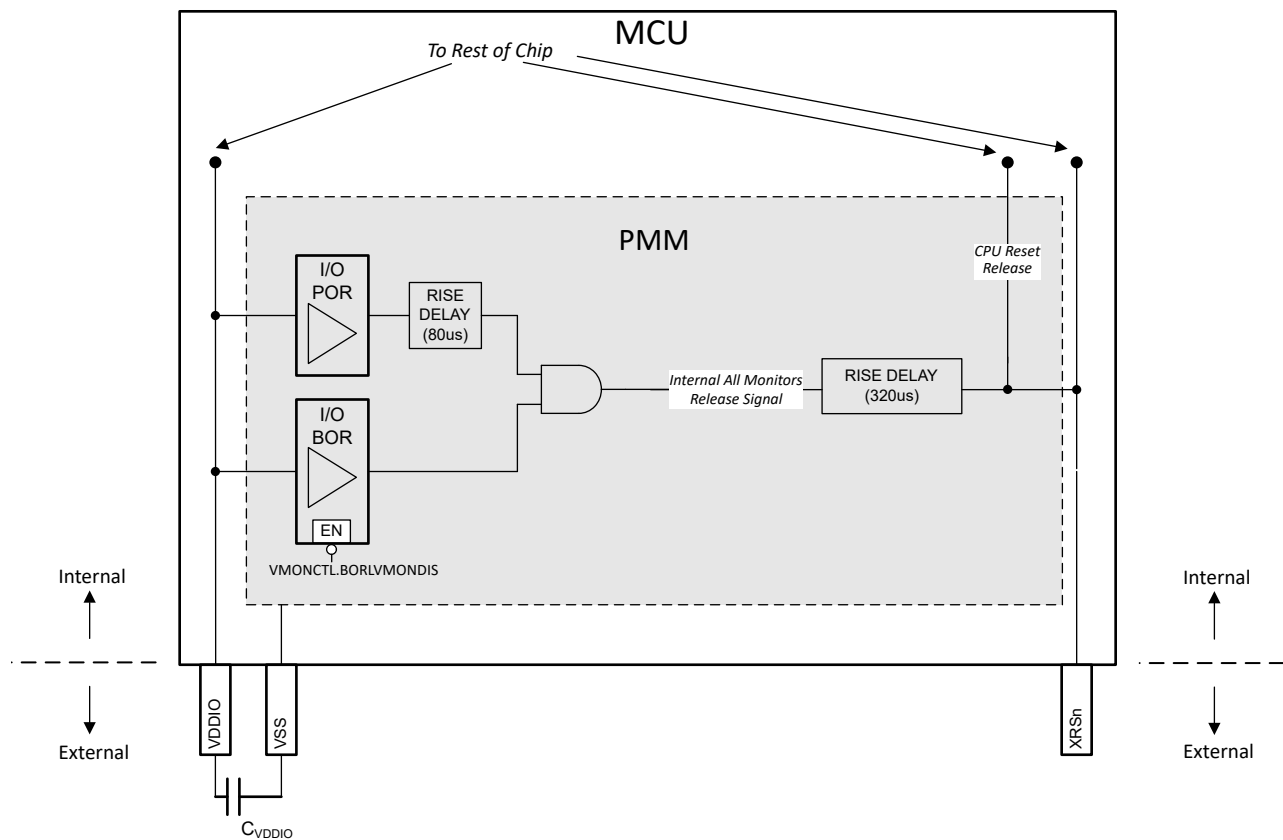 MCU
To Rest of Chip
PMM
I/O
POR
RISE
DELAY
(80us)
CPU Reset
Release
Internal All Monitors
Release Signal
RISE DELAY
(320us)
I/O
BOR
EN
VMONCTL.BORLVMONDIS
Internal
External
Internal
External
VDDIO
VSS
XRSn
CVDDIO